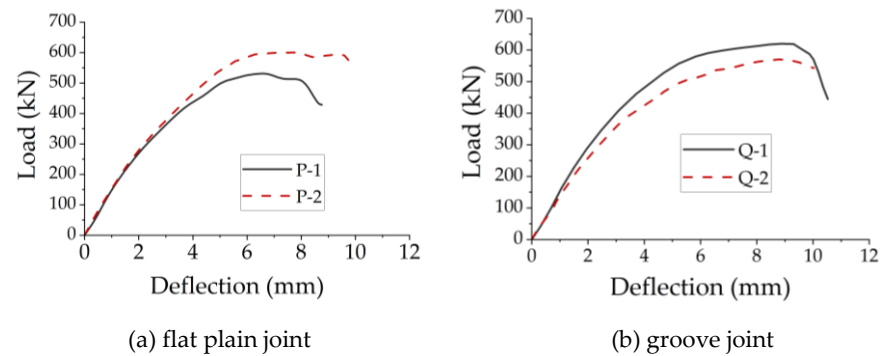 700
600
500
400
300
200
100
0
Load (kN)
P-1
P-2
0 2 4 6 8 10 12
Deflection (mm)
(a) flat plain joint
700
600
500
400
300
200
100
0
Load (kN)
Q-1
Q-2
0 2 4 6 8 10 12
Deflection (mm)
(b) groove joint